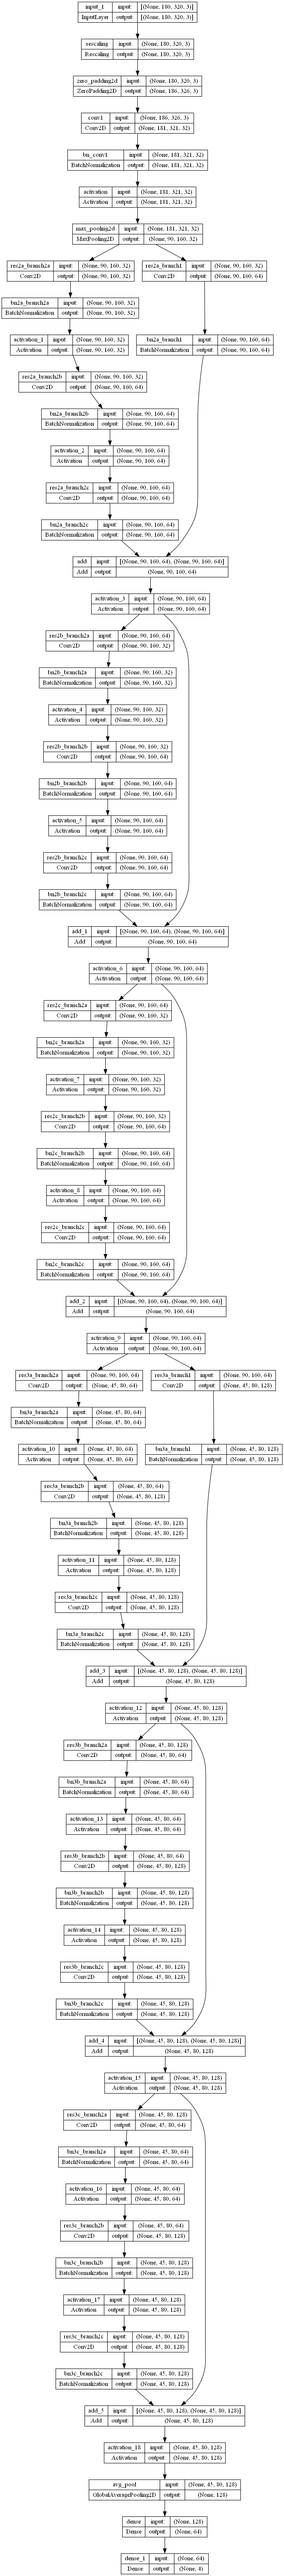 input_1 input: [(None, 180, 320, 3)]
InputLayer output: [(None, 180, 320, 3)]
rescaling input: (None, 180, 320, 3)
Rescaling output: (None, 180, 320, 3)
zero_padding2d input: (None, 180, 320, 3)
ZeroPadding2D output: (None, 186, 326, 3)
conv1 input: (None, 186, 326, 3)
Conv2D output: (None, 181, 321, 32)
bn_conv1 input: (None, 181, 321, 32)
BatchNormalization output: (None, 181, 321, 32)
activation input: (None, 181, 321, 32)
Activation output: (None, 181, 321, 32)
max_pooling2d input: (None, 181, 321, 32)
MaxPooling2D output: (None, 90, 160, 32)
res2a_branch2a input: (None, 90, 160, 32)
Conv2D output: (None, 90, 160, 32)
res2a_branch1 input: (None, 90, 160, 32)
Conv2D output: (None, 90, 160, 64)
bn2a_branch2a input: (None, 90, 160, 32)
BatchNormalization output: (None, 90, 160, 32)
activation_1 input: (None, 90, 160, 32)
Activation output: (None, 90, 160, 32)
bn2a_branch1 input: (None, 90, 160, 64)
BatchNormalization output: (None, 90, 160, 64)
res2a_branch2b input: (None, 90, 160, 32)
Conv2D output: (None, 90, 160, 64)
bn2a_branch2b input: (None, 90, 160, 64)
BatchNormalization output: (None, 90, 160, 64)
activation_2 input: (None, 90, 160, 64)
Activation output: (None, 90, 160, 64)
res2a_branch2c input: (None, 90, 160, 64)
Conv2D output: (None, 90, 160, 64)
bn2a_branch2c input: (None, 90, 160, 64)
BatchNormalization output: (None, 90, 160, 64)
add input: [(None, 90, 160, 64), (None, 90, 160, 64)]
Add output: (None, 90, 160, 64)
activation_3 input: (None, 90, 160, 64)
Activation output: (None, 90, 160, 64)
res2b_branch2a input: (None, 90, 160, 64)
Conv2D output: (None, 90, 160, 32)
bn2b_branch2a input: (None, 90, 160, 32)
BatchNormalization output: (None, 90, 160, 32)
activation_4 input: (None, 90, 160, 32)
Activation output: (None, 90, 160, 32)
res2b_branch2b input: (None, 90, 160, 32)
Conv2D output: (None, 90, 160, 64)
bn2b_branch2b input: (None, 90, 160, 64)
BatchNormalization output: (None, 90, 160, 64)
activation_5 input: (None, 90, 160, 64)
Activation output: (None, 90, 160, 64)
res2b_branch2c input: (None, 90, 160, 64)
Conv2D output: (None, 90, 160, 64)
bn2b_branch2c input: (None, 90, 160, 64)
BatchNormalization output: (None, 90, 160, 64)
add_1 input: [(None, 90, 160, 64), (None, 90, 160, 64)]
Add output: (None, 90, 160, 64)
activation_6 input: (None, 90, 160, 64)
Activation output: (None, 90, 160, 64)
res2c_branch2a input: (None, 90, 160, 64)
Conv2D output: (None, 90, 160, 32)
bn2c_branch2a input: (None, 90, 160, 32)
BatchNormalization output: (None, 90, 160, 32)
activation_7 input: (None, 90, 160, 32)
Activation output: (None, 90, 160, 32)
res2c_branch2b input: (None, 90, 160, 32)
Conv2D output: (None, 90, 160, 64)
bn2c_branch2b input: (None, 90, 160, 64)
BatchNormalization output: (None, 90, 160, 64)
activation_8 input: (None, 90, 160, 64)
Activation output: (None, 90, 160, 64)
res2c_branch2c input: (None, 90, 160, 64)
Conv2D output: (None, 90, 160, 64)
bn2c_branch2c input: (None, 90, 160, 64)
BatchNormalization output: (None, 90, 160, 64)
add_2 input: [(None, 90, 160, 64), (None, 90, 160, 64)]
Add output: (None, 90, 160, 64)
activation_9 input: (None, 90, 160, 64)
Activation output: (None, 90, 160, 64)
res3a_branch2a input: (None, 90, 160, 64)
Conv2D output: (None, 45, 80, 64)
res3a_branch1 input: (None, 90, 160, 64)
Conv2D output: (None, 45, 80, 128)
bn3a_branch2a input: (None, 45, 80, 64)
BatchNormalization output: (None, 45, 80, 64)
activation_10 input: (None, 45, 80, 64)
Activation output: (None, 45, 80, 64)
bn3a_branch1 input: (None, 45, 80, 128)
BatchNormalization output: (None, 45, 80, 128)
res3a_branch2b input: (None, 45, 80, 64)
Conv2D output: (None, 45, 80, 128)
bn3a_branch2b input: (None, 45, 80, 128)
BatchNormalization output: (None, 45, 80, 128)
activation_11 input: (None, 45, 80, 128)
Activation output: (None, 45, 80, 128)
res3a_branch2c input: (None, 45, 80, 128)
Conv2D output: (None, 45, 80, 128)
bn3a_branch2c input: (None, 45, 80, 128)
BatchNormalization output: (None, 45, 80, 128)
add_3 input: [(None, 45, 80, 128), (None, 45, 80, 128)]
Add output: (None, 45, 80, 128)
activation_12 input: (None, 45, 80, 128)
Activation output: (None, 45, 80, 128)
res3b_branch2a input: (None, 45, 80, 128)
Conv2D output: (None, 45, 80, 64)
bn3b_branch2a input: (None, 45, 80, 64)
BatchNormalization output: (None, 45, 80, 64)
activation_13 input: (None, 45, 80, 64)
Activation output: (None, 45, 80, 64)
res3b_branch2b input: (None, 45, 80, 64)
Conv2D output: (None, 45, 80, 128)
bn3b_branch2b input: (None, 45, 80, 128)
BatchNormalization output: (None, 45, 80, 128)
activation_14 input: (None, 45, 80, 128)
Activation output: (None, 45, 80, 128)
res3b_branch2c input: (None, 45, 80, 128)
Conv2D output: (None, 45, 80, 128)
bn3b_branch2c input: (None, 45, 80, 128)
BatchNormalization output: (None, 45, 80, 128)
add_4 input: [(None, 45, 80, 128), (None, 45, 80, 128)]
Add output: (None, 45, 80, 128)
activation_15 input: (None, 45, 80, 128)
Activation output: (None, 45, 80, 128)
res3c_branch2a input: (None, 45, 80, 128)
Conv2D output: (None, 45, 80, 64)
bn3c_branch2a input: (None, 45, 80, 64)
BatchNormalization output: (None, 45, 80, 64)
activation_16 input: (None, 45, 80, 64)
Activation output: (None, 45, 80, 64)
res3c_branch2b input: (None, 45, 80, 64)
Conv2D output: (None, 45, 80, 128)
bn3c_branch2b input: (None, 45, 80, 128)
BatchNormalization output: (None, 45, 80, 128)
activation_17 input: (None, 45, 80, 128)
Activation output: (None, 45, 80, 128)
res3c_branch2c input: (None, 45, 80, 128)
Conv2D output: (None, 45, 80, 128)
bn3c_branch2c input: (None, 45, 80, 128)
BatchNormalization output: (None, 45, 80, 128)
add_5 input: [(None, 45, 80, 128), (None, 45, 80, 128)]
Add output: (None, 45, 80, 128)
activation_18 input: (None, 45, 80, 128)
Activation output: (None, 45, 80, 128)
avg_pool input: (None, 45, 80, 128)
GlobalAveragePooling2D output: (None, 128)
dense input: (None, 128)
Dense output: (None, 64)
dense_1 input: (None, 64)
Dense output: (None, 4)